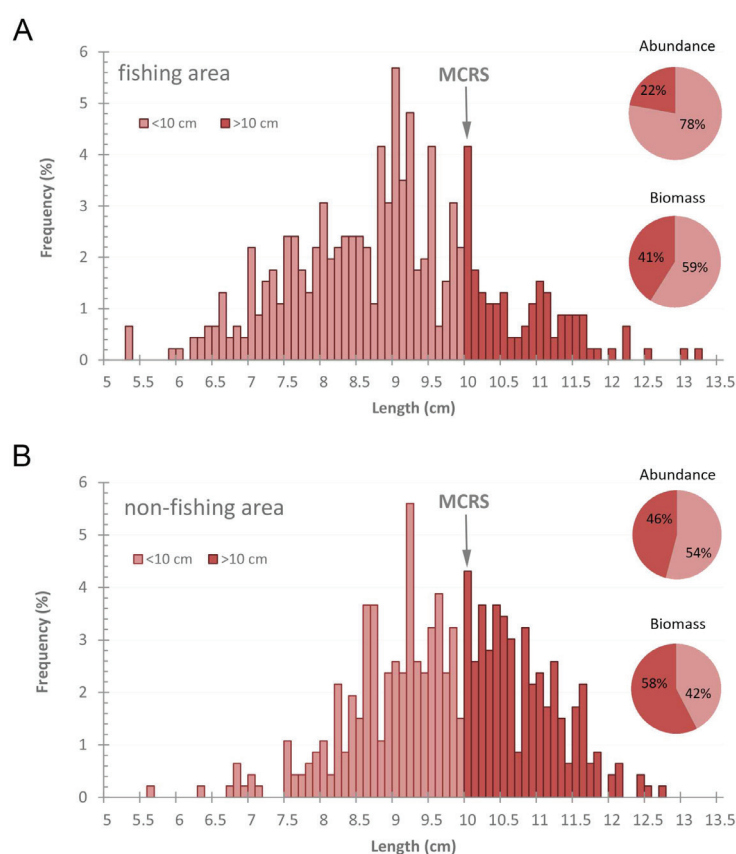 A
fishing area
<10 cm >10 cm
MCRS
Abundance
22%
78%
Biomass
41%
59%
Frequency (%)
6
5
4
3
2
1
0
5 5.5 6 6.5 7 7.5 8 8.5 9 9.5 10 10.5 11 11.5 12 12.5 13 13.5
Length (cm)
B
non-fishing area
<10 cm >10 cm
MCRS
Abundance
46%
54%
Biomass
58%
42%
Frequency (%)
6
5
4
3
2
1
0
5 5.5 6 6.5 7 7.5 8 8.5 9 9.5 10 10.5 11 11.5 12 12.5 13 13.5
Length (cm)